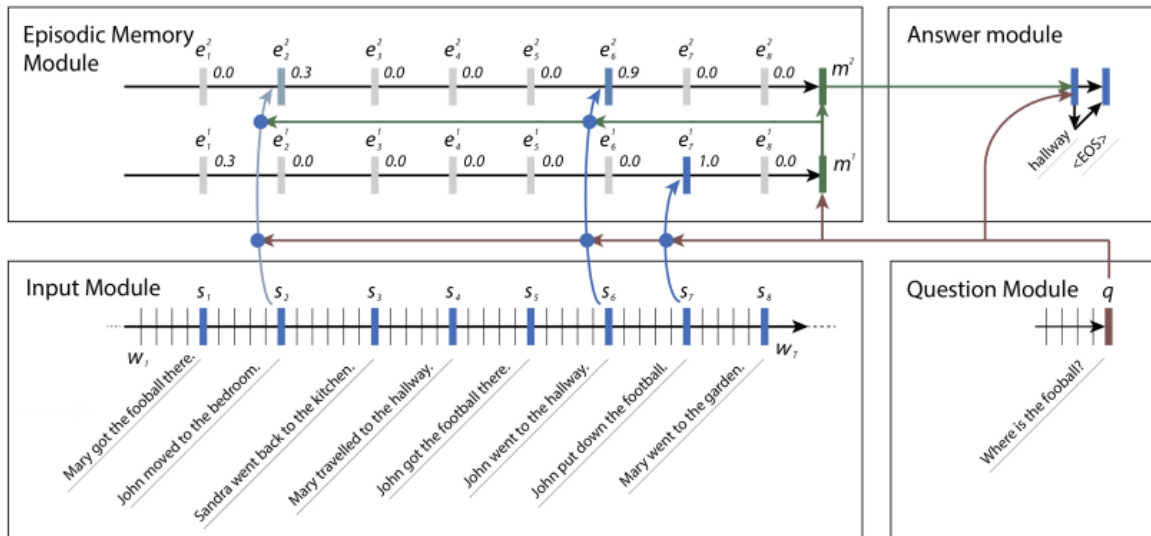 Episodic Memory Module
Answer module
e₁² 0.0 e₂² 0.3 e₃² 0.0 e₄² 0.0 e₅² 0.0 e₆² 0.9 e₇² 0.0 e₈² 0.0 m²
e₁¹ 0.3 e₂¹ 0.0 e₃¹ 0.0 e₄¹ 0.0 e₅¹ 0.0 e₆¹ 0.0 e₇¹ 1.0 e₈¹ 0.0 m¹
hallway
<EOS>
Input Module
s₁ s₂ s₃ s₄ s₅ s₆ s₇ s₈
w₁ w_T
Mary got the fooball there.
John moved to the bedroom.
Sandra went back to the kitchen.
Mary travelled to the hallway.
John got the football there.
John went to the hallway.
John put down the football.
Mary went to the garden.
Question Module
q
Where is the fooball?